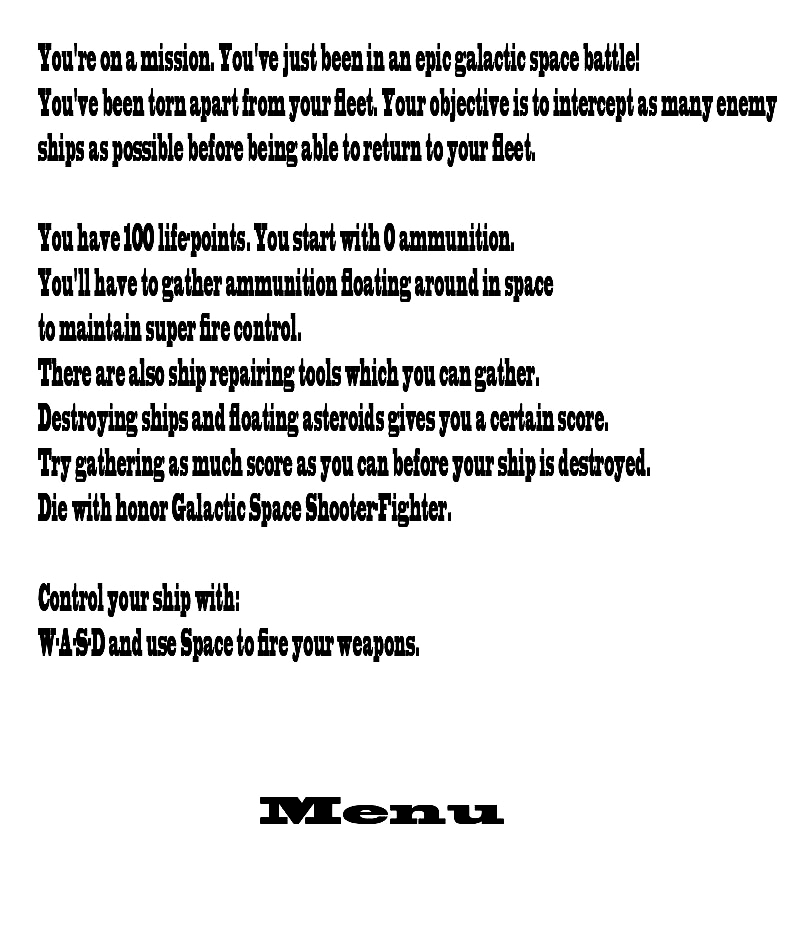 You're on a mission. You've just been in an epic galactic space battle!
You've been torn apart from your fleet. Your objective is to intercept as many enemy
ships as possible before being able to return to your fleet.
You have 100 life-points. You start with 0 ammunition.
You'll have to gather ammunition floating around in space
to maintain super fire control.
There are also ship repairing tools which you can gather.
Destroying ships and floating asteroids gives you a certain score.
Try gathering as much score as you can before your ship is destroyed.
Die with honor Galactic Space Shooter-Fighter.
Control your ship with:
W-A-S-D and use Space to fire your weapons.
Menu